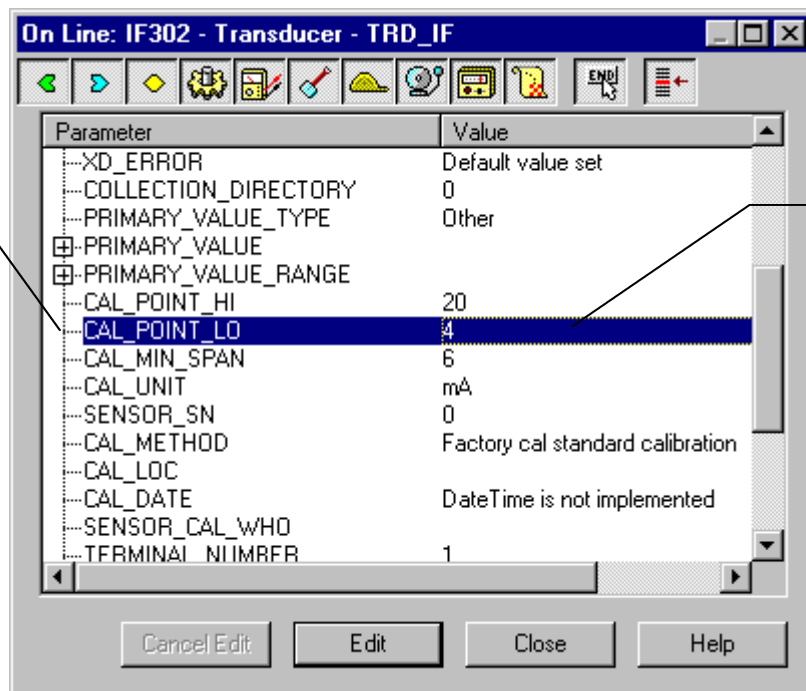 On Line: IF302 - Transducer - TRD_IF
END
Parameter Value
XD_ERROR Default value set
COLLECTION_DIRECTORY 0
PRIMARY_VALUE_TYPE Other
PRIMARY_VALUE
PRIMARY_VALUE_RANGE
CAL_POINT_HI 20
CAL_POINT_LO 4
CAL_MIN_SPAN 6
CAL_UNIT mA
SENSOR_SN 0
CAL_METHOD Factory cal standard calibration
CAL_LOC
CAL_DATE DateTime is not implemented
SENSOR_CAL_WHO
TERMINAL_NUMBER 1
Cancel Edit Edit Close Help